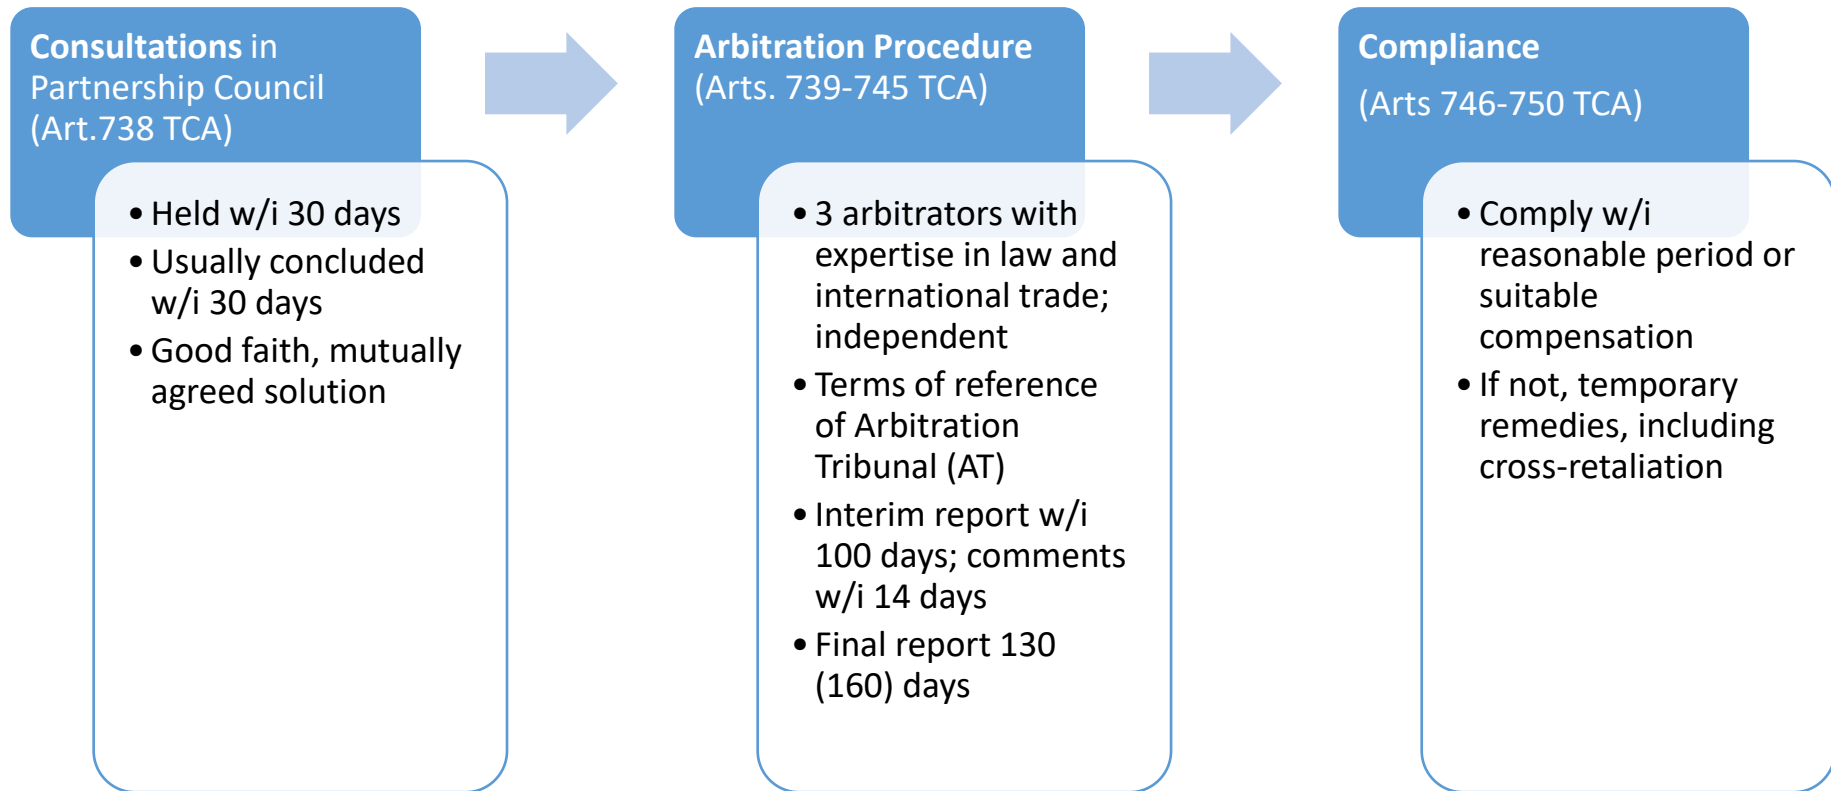 Consultations in
Partnership Council
(Art.738 TCA)
• Held w/i 30 days
• Usually concluded
w/i 30 days
• Good faith, mutually
agreed solution
Arbitration Procedure
(Arts. 739-745 TCA)
• 3 arbitrators with
expertise in law and
international trade;
independent
• Terms of reference
of Arbitration
Tribunal (AT)
• Interim report w/i
100 days; comments
w/i 14 days
• Final report 130
(160) days
Compliance
(Arts 746-750 TCA)
• Comply w/i
reasonable period or
suitable
compensation
• If not, temporary
remedies, including
cross-retaliation